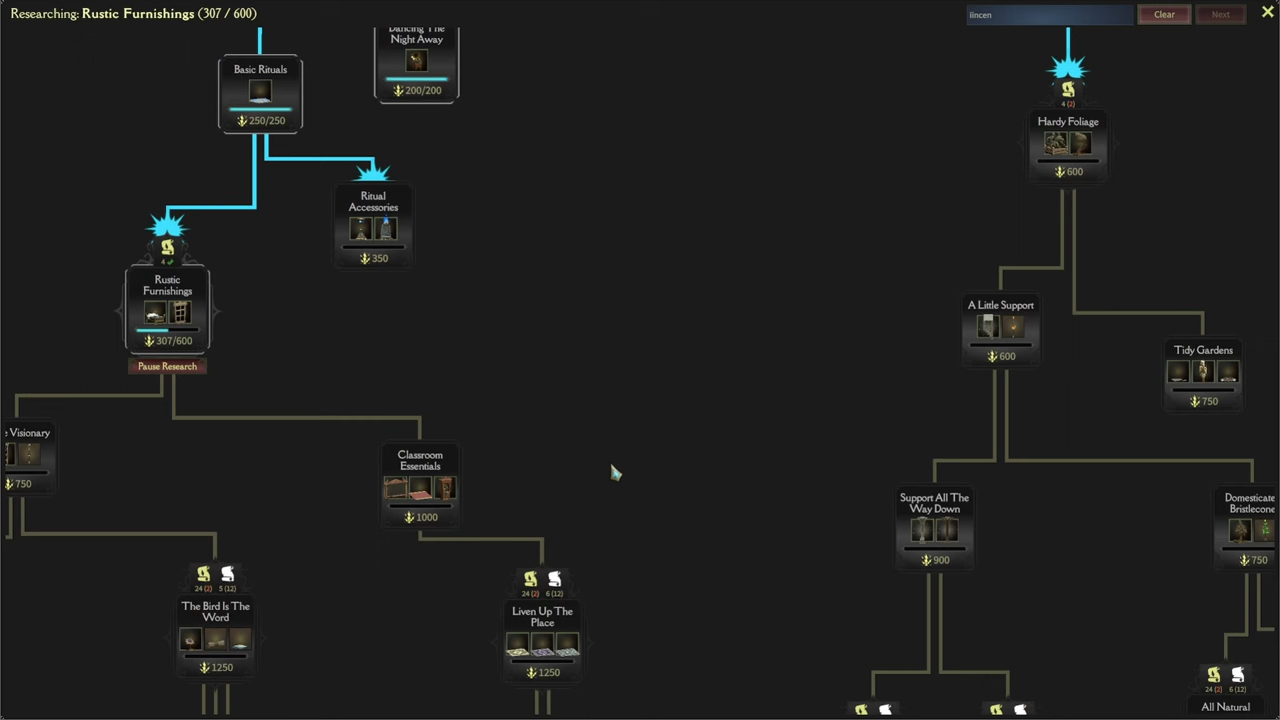 Researching: Rustic Furnishings (307 / 600)
iincen
Clear
Next
Dancing The
Night Away
200/200
Basic Rituals
250/250
4 (2)
Hardy Foliage
600
Ritual
Accessories
350
4
Rustic
Furnishings
307/600
Pause Research
A Little Support
600
Tidy Gardens
750
e Visionary
750
Classroom
Essentials
1000
Support All The
Way Down
900
Domesticate
Bristlecone
750
24 (2) 5 (12)
The Bird Is The
Word
1250
24 (2) 6 (12)
Liven Up The
Place
1250
24 (2) 6 (12)
All Natural